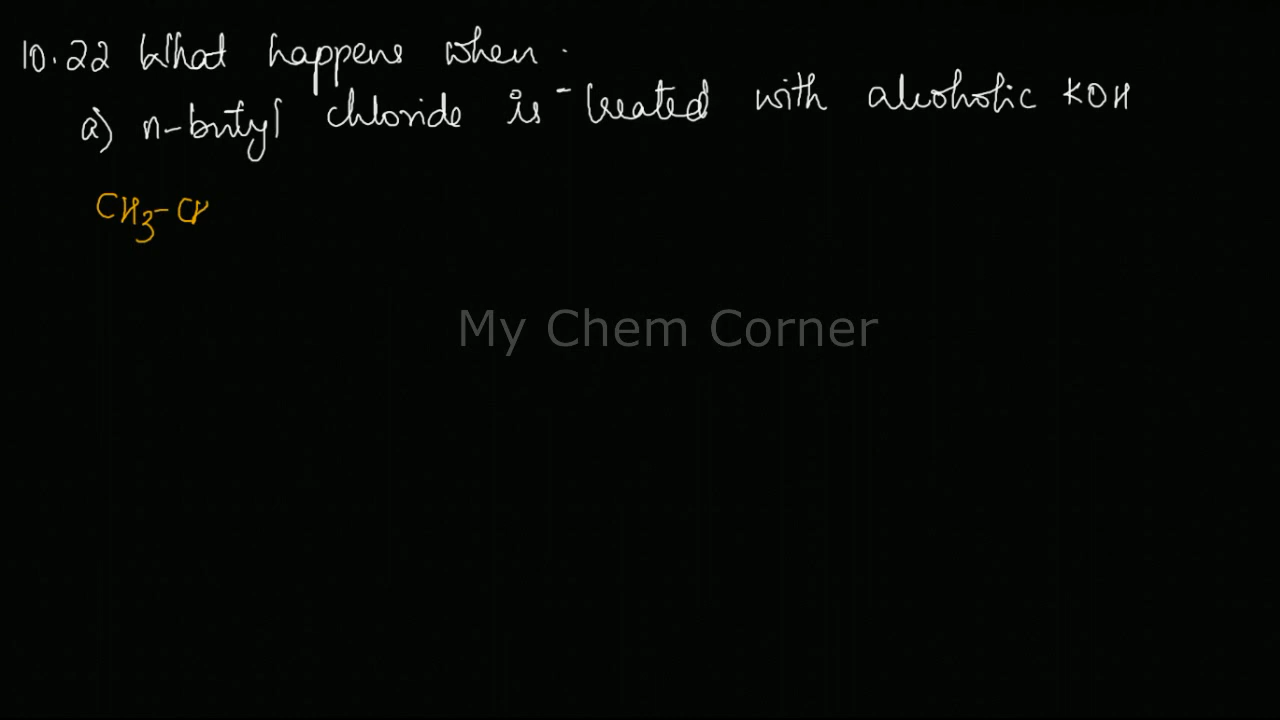 10.22 What happens when.
a) n-butyl chloride is treated with alcoholic KOH
CH3-CH
My Chem Corner